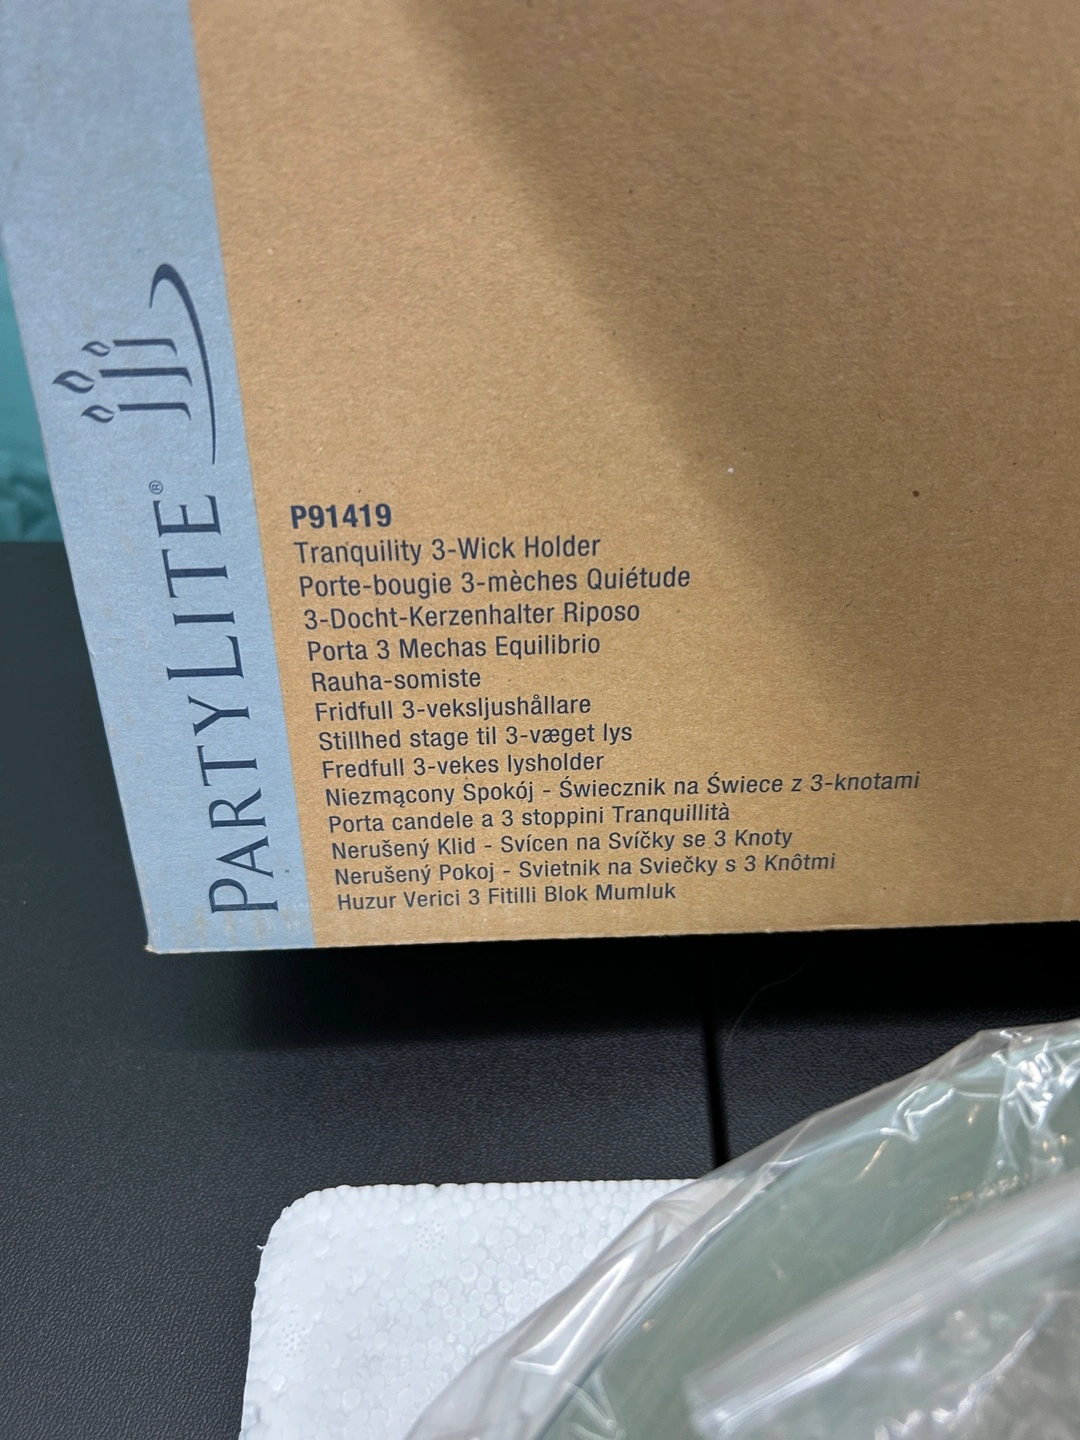 PARTYLITE®
P91419
Tranquility 3-Wick Holder
Porte-bougie 3-mèches Quiétude
3-Docht-Kerzenhalter Riposo
Porta 3 Mechas Equilibrio
Rauha-somiste
Fridfull 3-veksljushållare
Stillhed stage til 3-væget lys
Fredfull 3-vekes lysholder
Niezmącony Spokój - Świecznik na Świece z 3-knotami
Porta candele a 3 stoppini Tranquillità
Nerušený Klid - Svícen na Svíčky se 3 Knoty
Nerušený Pokoj - Svietnik na Sviečky s 3 Knôtmi
Huzur Verici 3 Fitilli Blok Mumluk